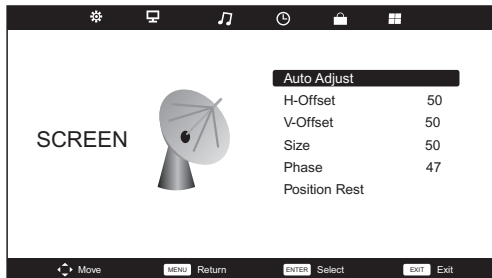 SCREEN
Auto Adjust
H-Offset 50
V-Offset 50
Size 50
Phase 47
Position Rest
Move MENU Return ENTER Select EXIT Exit